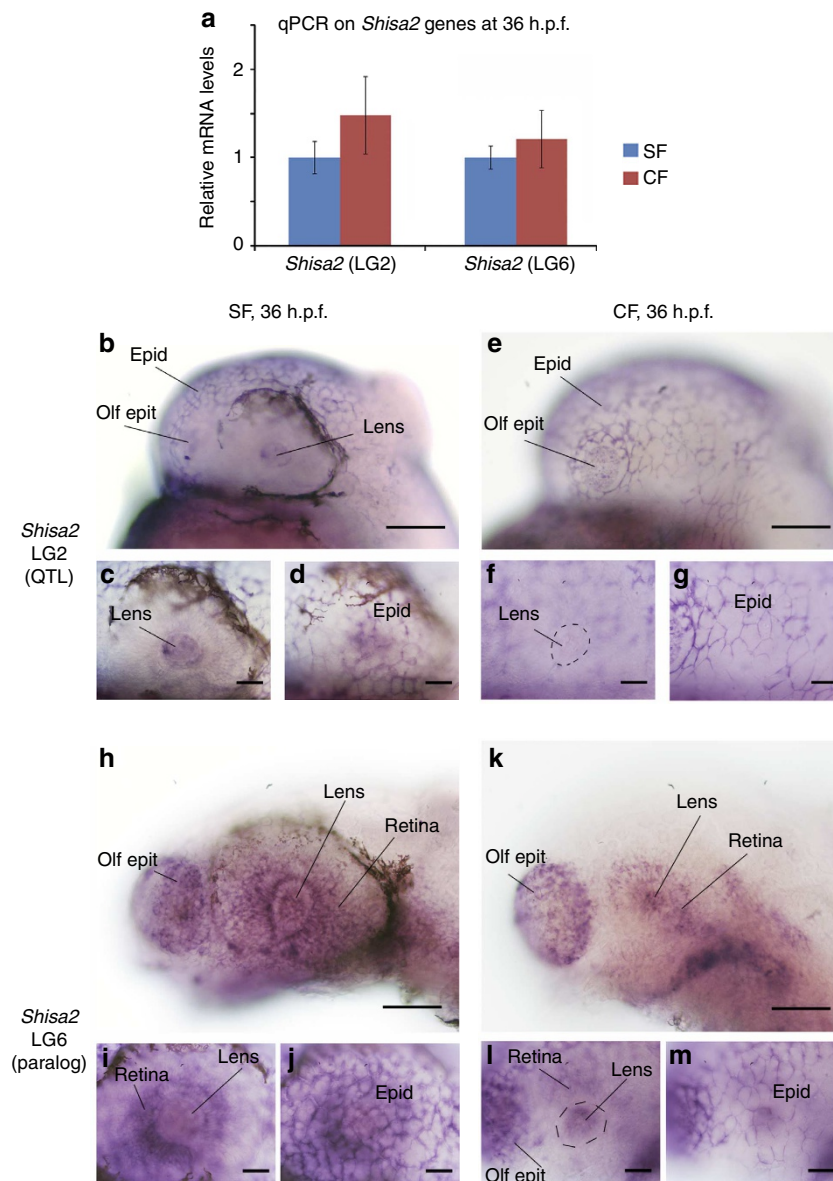 a
qPCR on Shisa2 genes at 36 h.p.f.
Relative mRNA levels
2
1
0
Shisa2 (LG2)
Shisa2 (LG6)
SF
CF
SF, 36 h.p.f.
CF, 36 h.p.f.
Shisa2
LG2
(QTL)
b
Epid
Olf epit
Lens
e
Epid
Olf epit
c
Lens
d
Epid
f
Lens
g
Epid
Shisa2
LG6
(paralog)
h
Lens
Retina
Olf epit
k
Lens
Retina
Olf epit
i
Lens
Retina
j
Epid
l
Retina
Lens
Olf epit
m
Epid